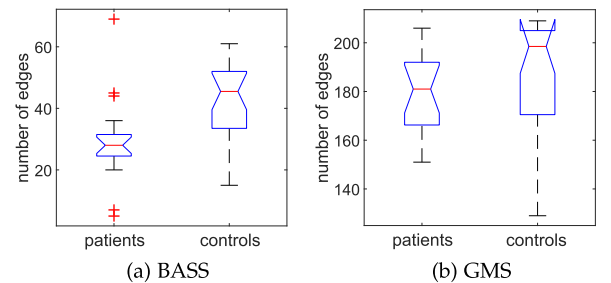 number of edges
60
40
20
patients
controls
(a) BASS
number of edges
200
180
160
140
patients
controls
(b) GMS